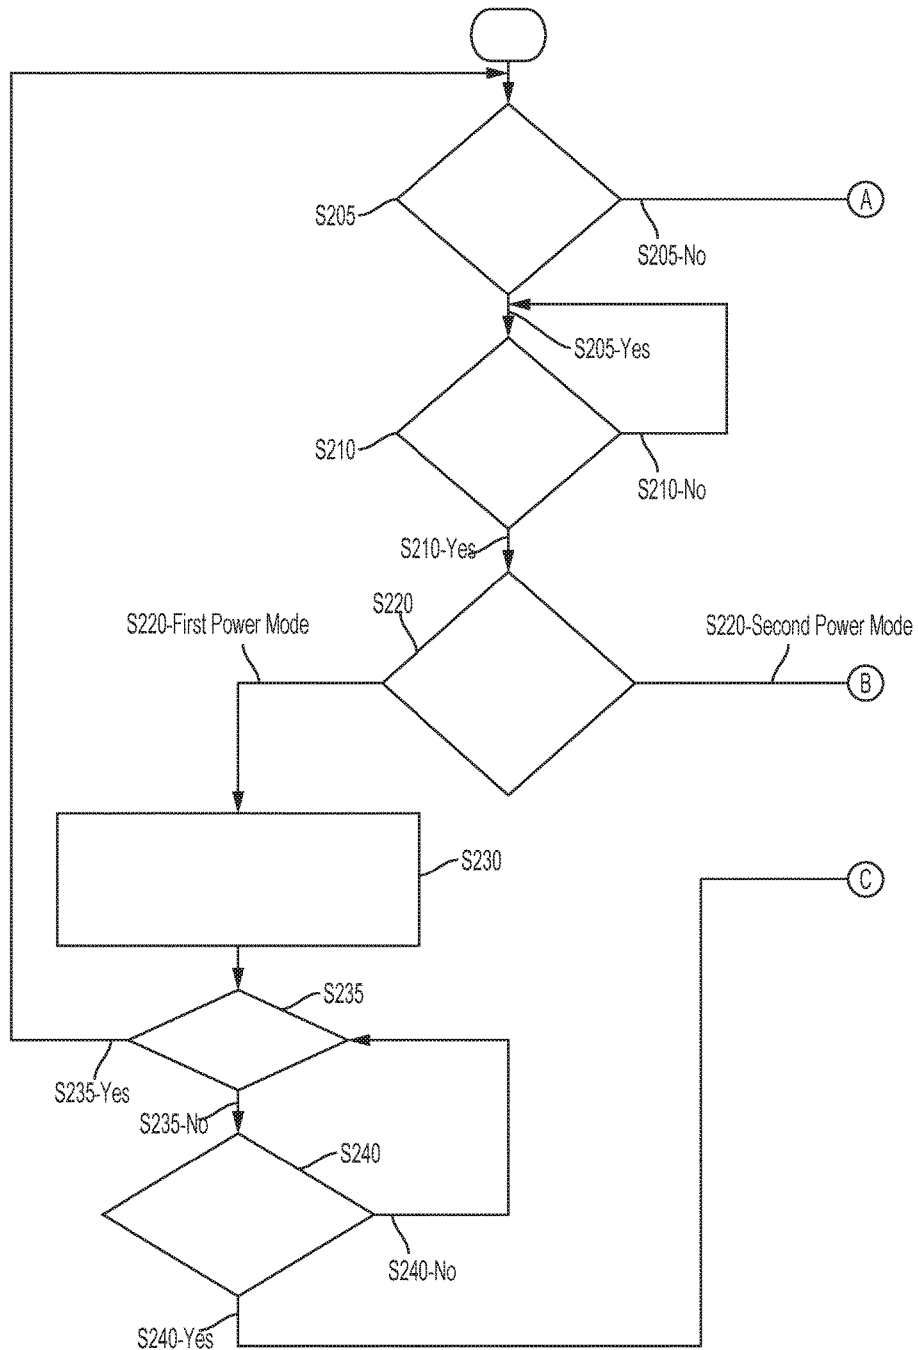 S205
A
S205-No
S205-Yes
S210
S210-No
S210-Yes
S220
S220-First Power Mode
S220-Second Power Mode
B
S230
C
S235
S235-Yes
S235-No
S240
S240-No
S240-Yes